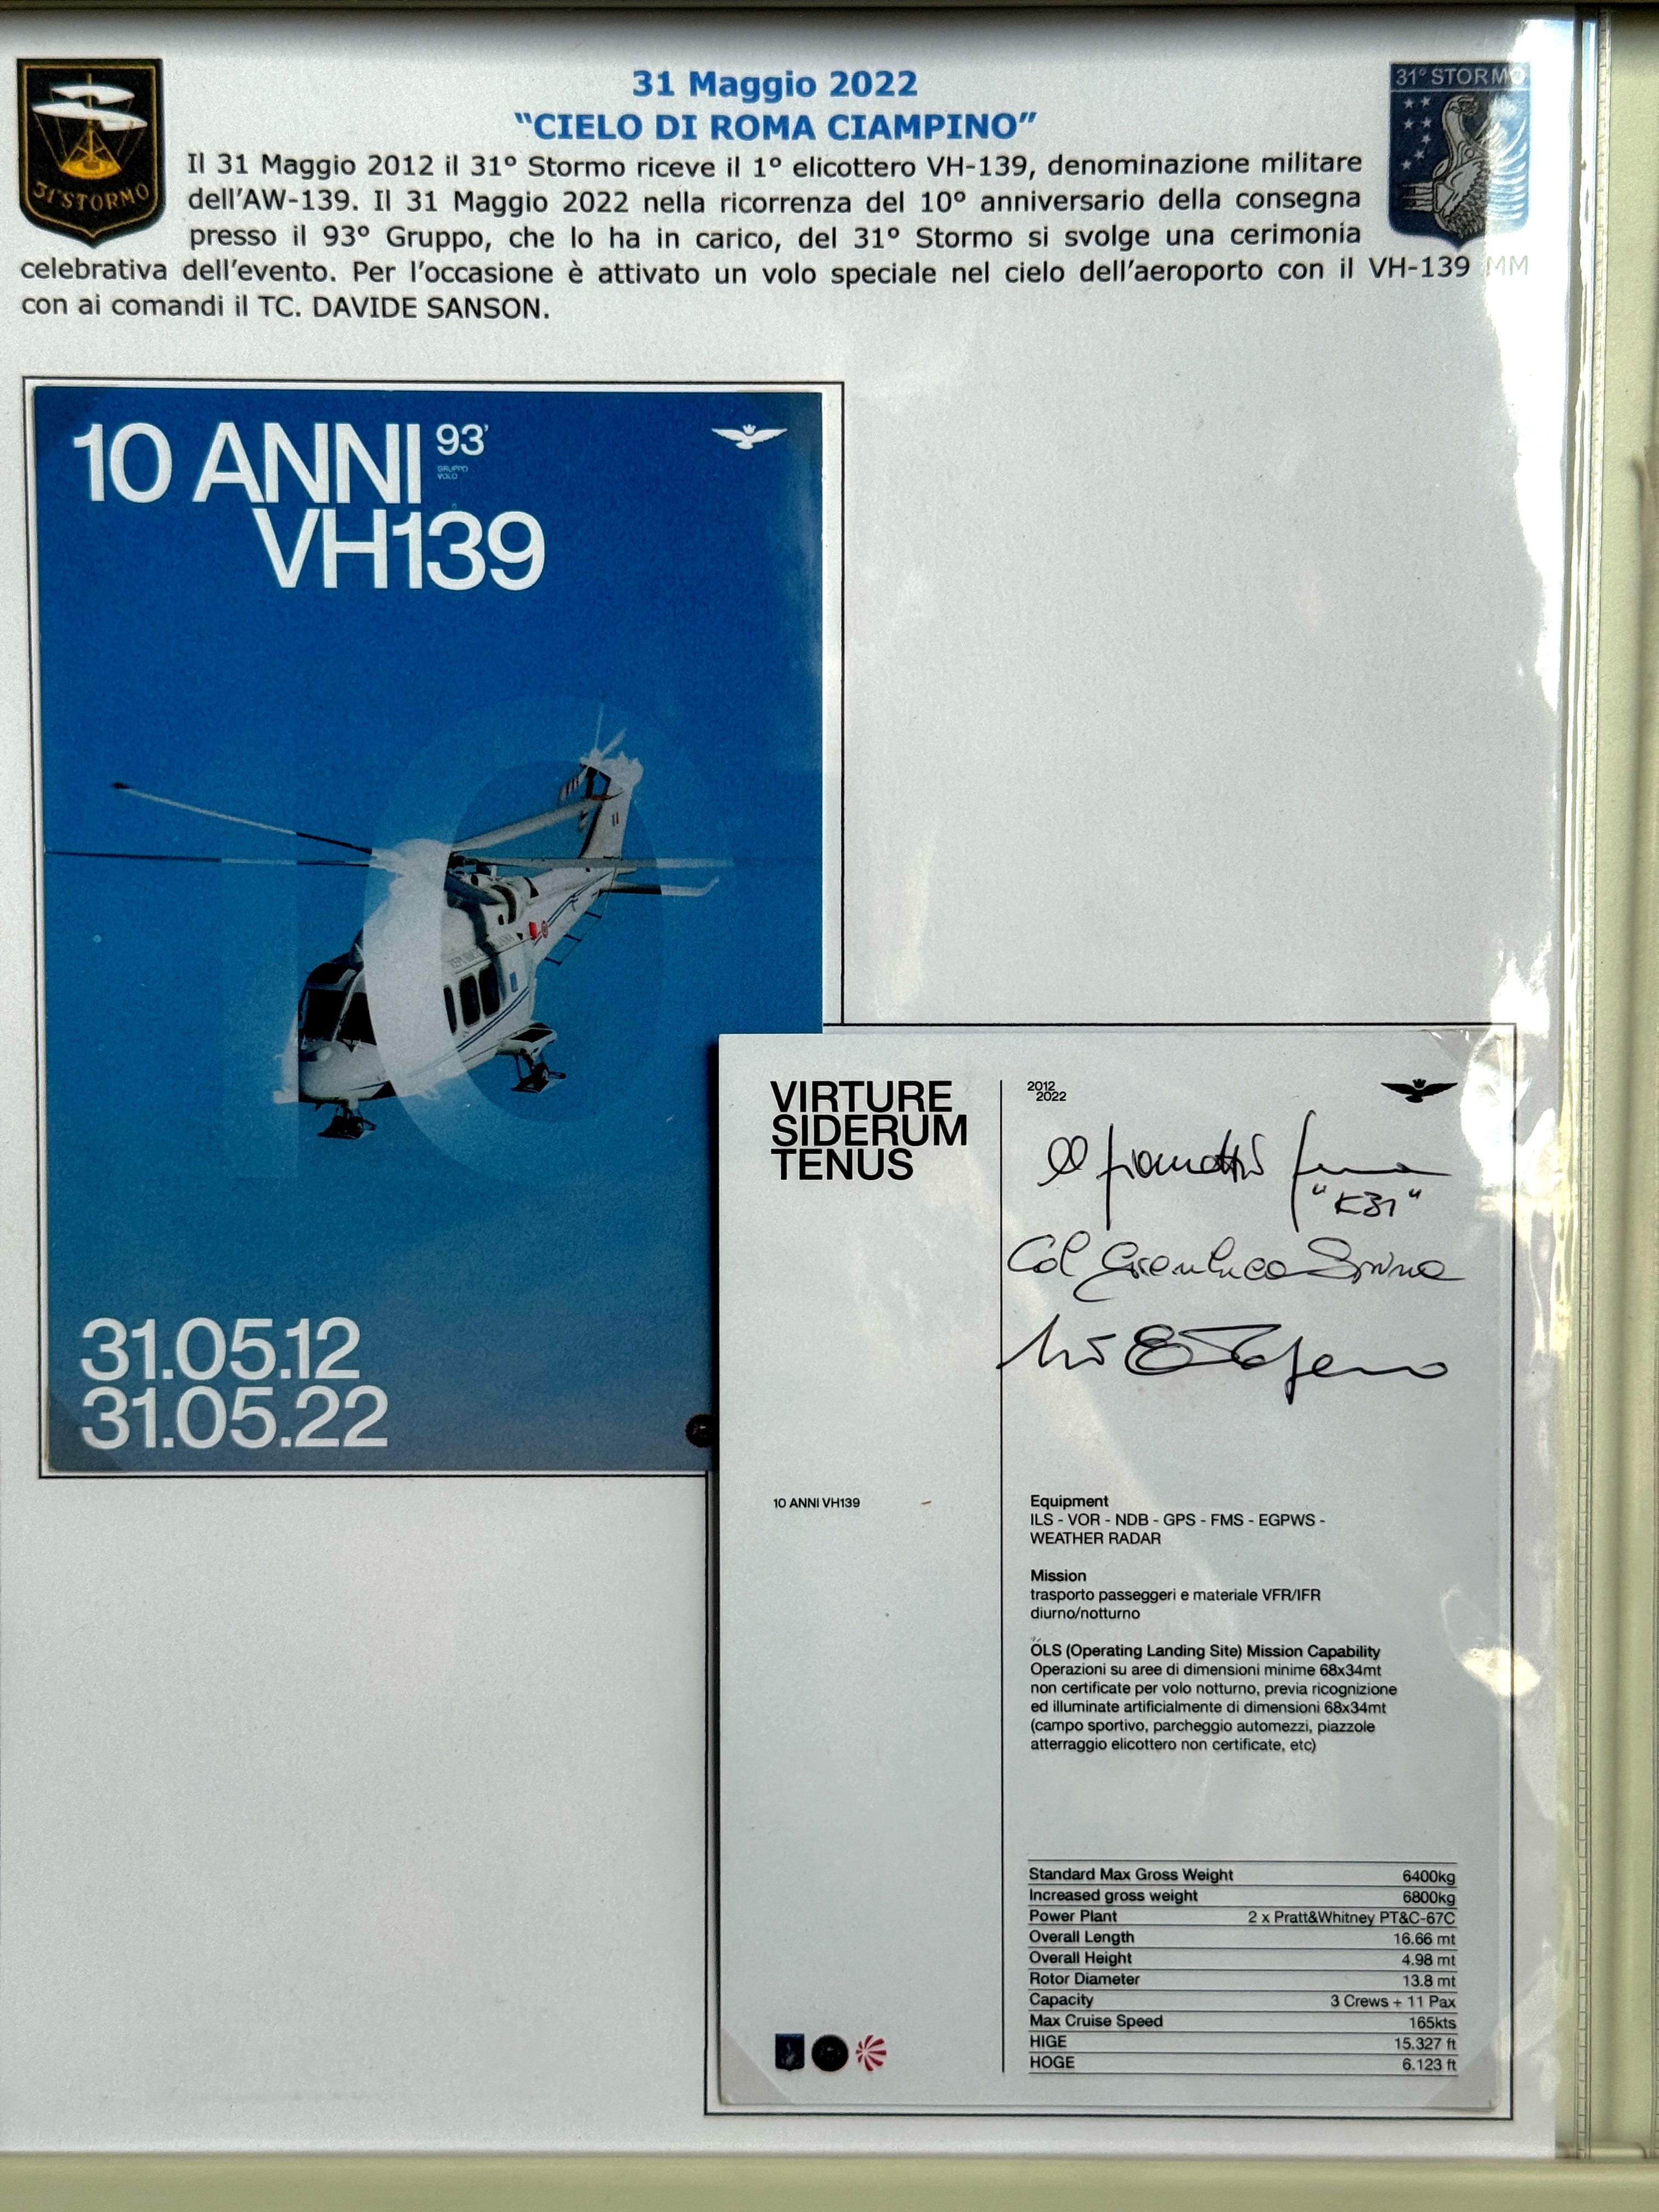 31°STORMO
31 Maggio 2022
“CIELO DI ROMA CIAMPINO”
31° STORMO
Il 31 Maggio 2012 il 31° Stormo riceve il 1° elicottero VH-139, denominazione militare
dell’AW-139. Il 31 Maggio 2022 nella ricorrenza del 10° anniversario della consegna
presso il 93° Gruppo, che lo ha in carico, del 31° Stormo si svolge una cerimonia
celebrativa dell’evento. Per l’occasione è attivato un volo speciale nel cielo dell’aeroporto con il VH-139 MM
con ai comandi il TC. DAVIDE SANSON.
10 ANNI 93’
GRUPPO
VOLO
VH139
10
31.05.12
31.05.22
VIRTURE
SIDERUM
TENUS
2012
2022
"K31"
Col Gianluca
10 ANNI VH139
Equipment
ILS - VOR - NDB - GPS - FMS - EGPWS -
WEATHER RADAR
Mission
trasporto passeggeri e materiale VFR/IFR
diurno/notturno
OLS (Operating Landing Site) Mission Capability
Operazioni su aree di dimensioni minime 68x34mt
non certificate per volo notturno, previa ricognizione
ed illuminate artificialmente di dimensioni 68x34mt
(campo sportivo, parcheggio automezzi, piazzole
atterraggio elicottero non certificate, etc)
Standard Max Gross Weight 6400kg
Increased gross weight 6800kg
Power Plant 2 x Pratt&Whitney PT&C-67C
Overall Length 16.66 mt
Overall Height 4.98 mt
Rotor Diameter 13.8 mt
Capacity 3 Crews + 11 Pax
Max Cruise Speed 165kts
HIGE 15.327 ft
HOGE 6.123 ft